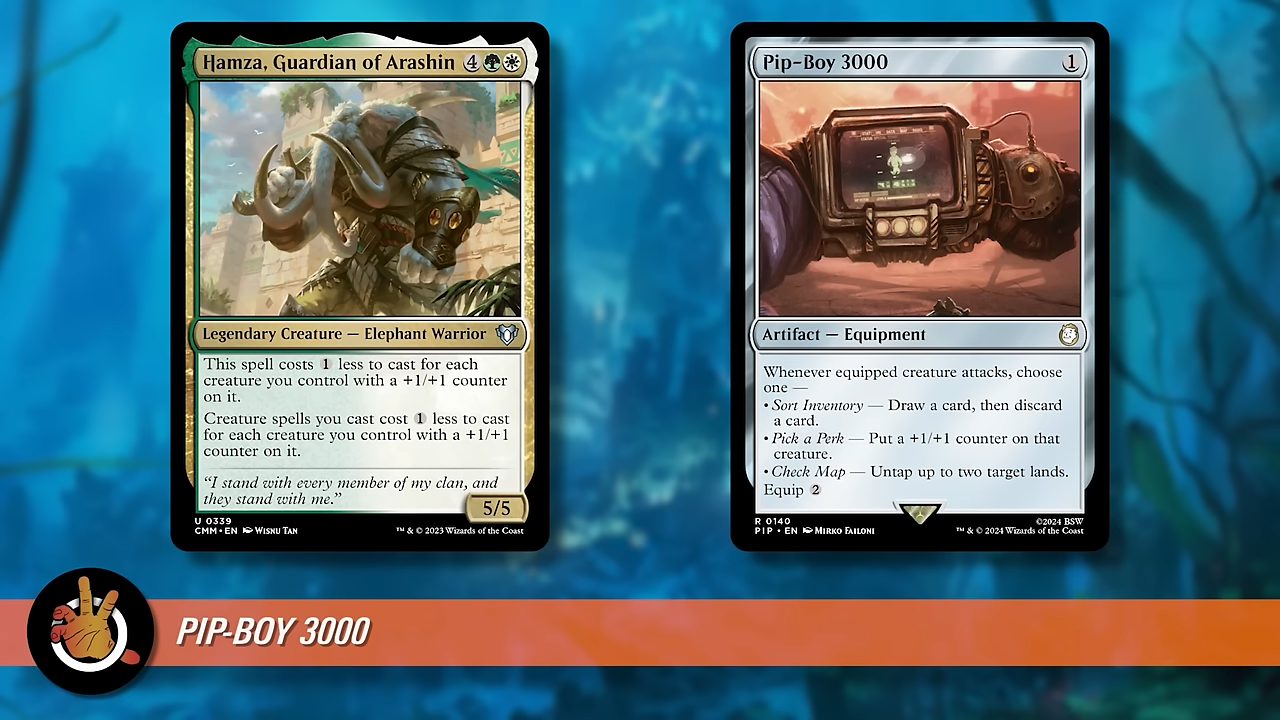 Hamza, Guardian of Arashin 4
Legendary Creature — Elephant Warrior
This spell costs 1 less to cast for each
creature you control with a +1/+1 counter
on it.
Creature spells you cast cost 1 less to cast
for each creature you control with a +1/+1
counter on it.
“I stand with every member of my clan, and
they stand with me.”
5/5
U 0339
CMM • EN Wisnu Tan
™ & © 2023 Wizards of the Coast
Pip-Boy 3000 1
Artifact — Equipment
Whenever equipped creature attacks, choose
one —
• Sort Inventory — Draw a card, then discard
a card.
• Pick a Perk — Put a +1/+1 counter on that
creature.
• Check Map — Untap up to two target lands.
Equip 2
R 0140
PIP • EN Mirko Failoni
©2024 BSW
™ & © 2024 Wizards of the Coast
PIP-BOY 3000